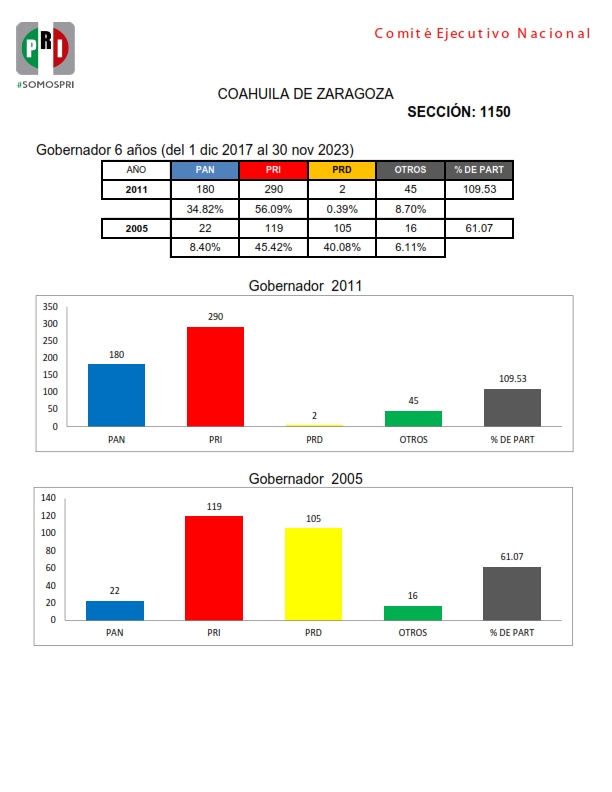 Comité Ejecutivo Nacional
PRI
#SOMOSPRI
COAHUILA DE ZARAGOZA
SECCIÓN: 1150
Gobernador 6 años (del 1 dic 2017 al 30 nov 2023)
AÑO PAN PRI PRD OTROS % DE PART
2011 180 290 2 45 109.53
34.82% 56.09% 0.39% 8.70%
2005 22 119 105 16 61.07
8.40% 45.42% 40.08% 6.11%
Gobernador 2011
350
300
250
200
150
100
50
0
180
290
2
45
109.53
PAN PRI PRD OTROS % DE PART
Gobernador 2005
140
120
100
80
60
40
20
0
22
119
105
16
61.07
PAN PRI PRD OTROS % DE PART